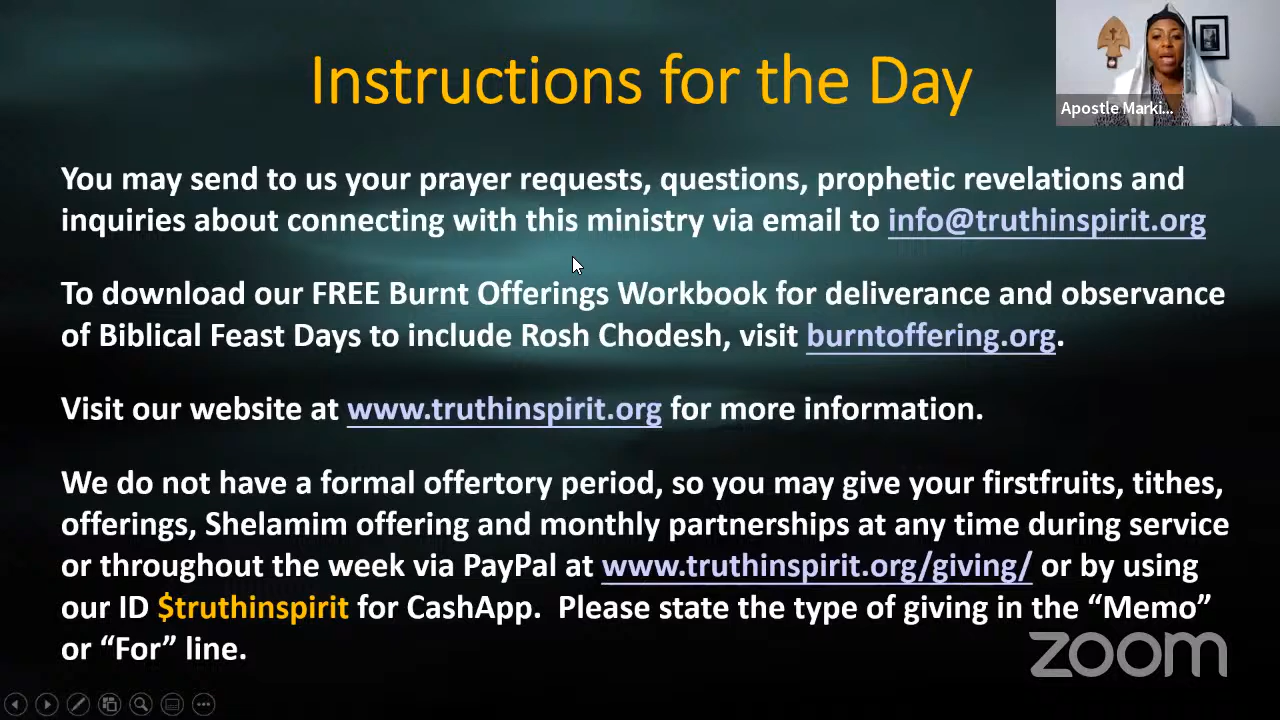 Instructions for the Day
Apostle Marki...
You may send to us your prayer requests, questions, prophetic revelations and
inquiries about connecting with this ministry via email to info@truthinspirit.org
To download our FREE Burnt Offerings Workbook for deliverance and observance
of Biblical Feast Days to include Rosh Chodesh, visit burntoffering.org.
Visit our website at www.truthinspirit.org for more information.
We do not have a formal offertory period, so you may give your firstfruits, tithes,
offerings, Shelamim offering and monthly partnerships at any time during service
or throughout the week via PayPal at www.truthinspirit.org/giving/ or by using
our ID $truthinspirit for CashApp.  Please state the type of giving in the “Memo”
or “For” line.
zoom